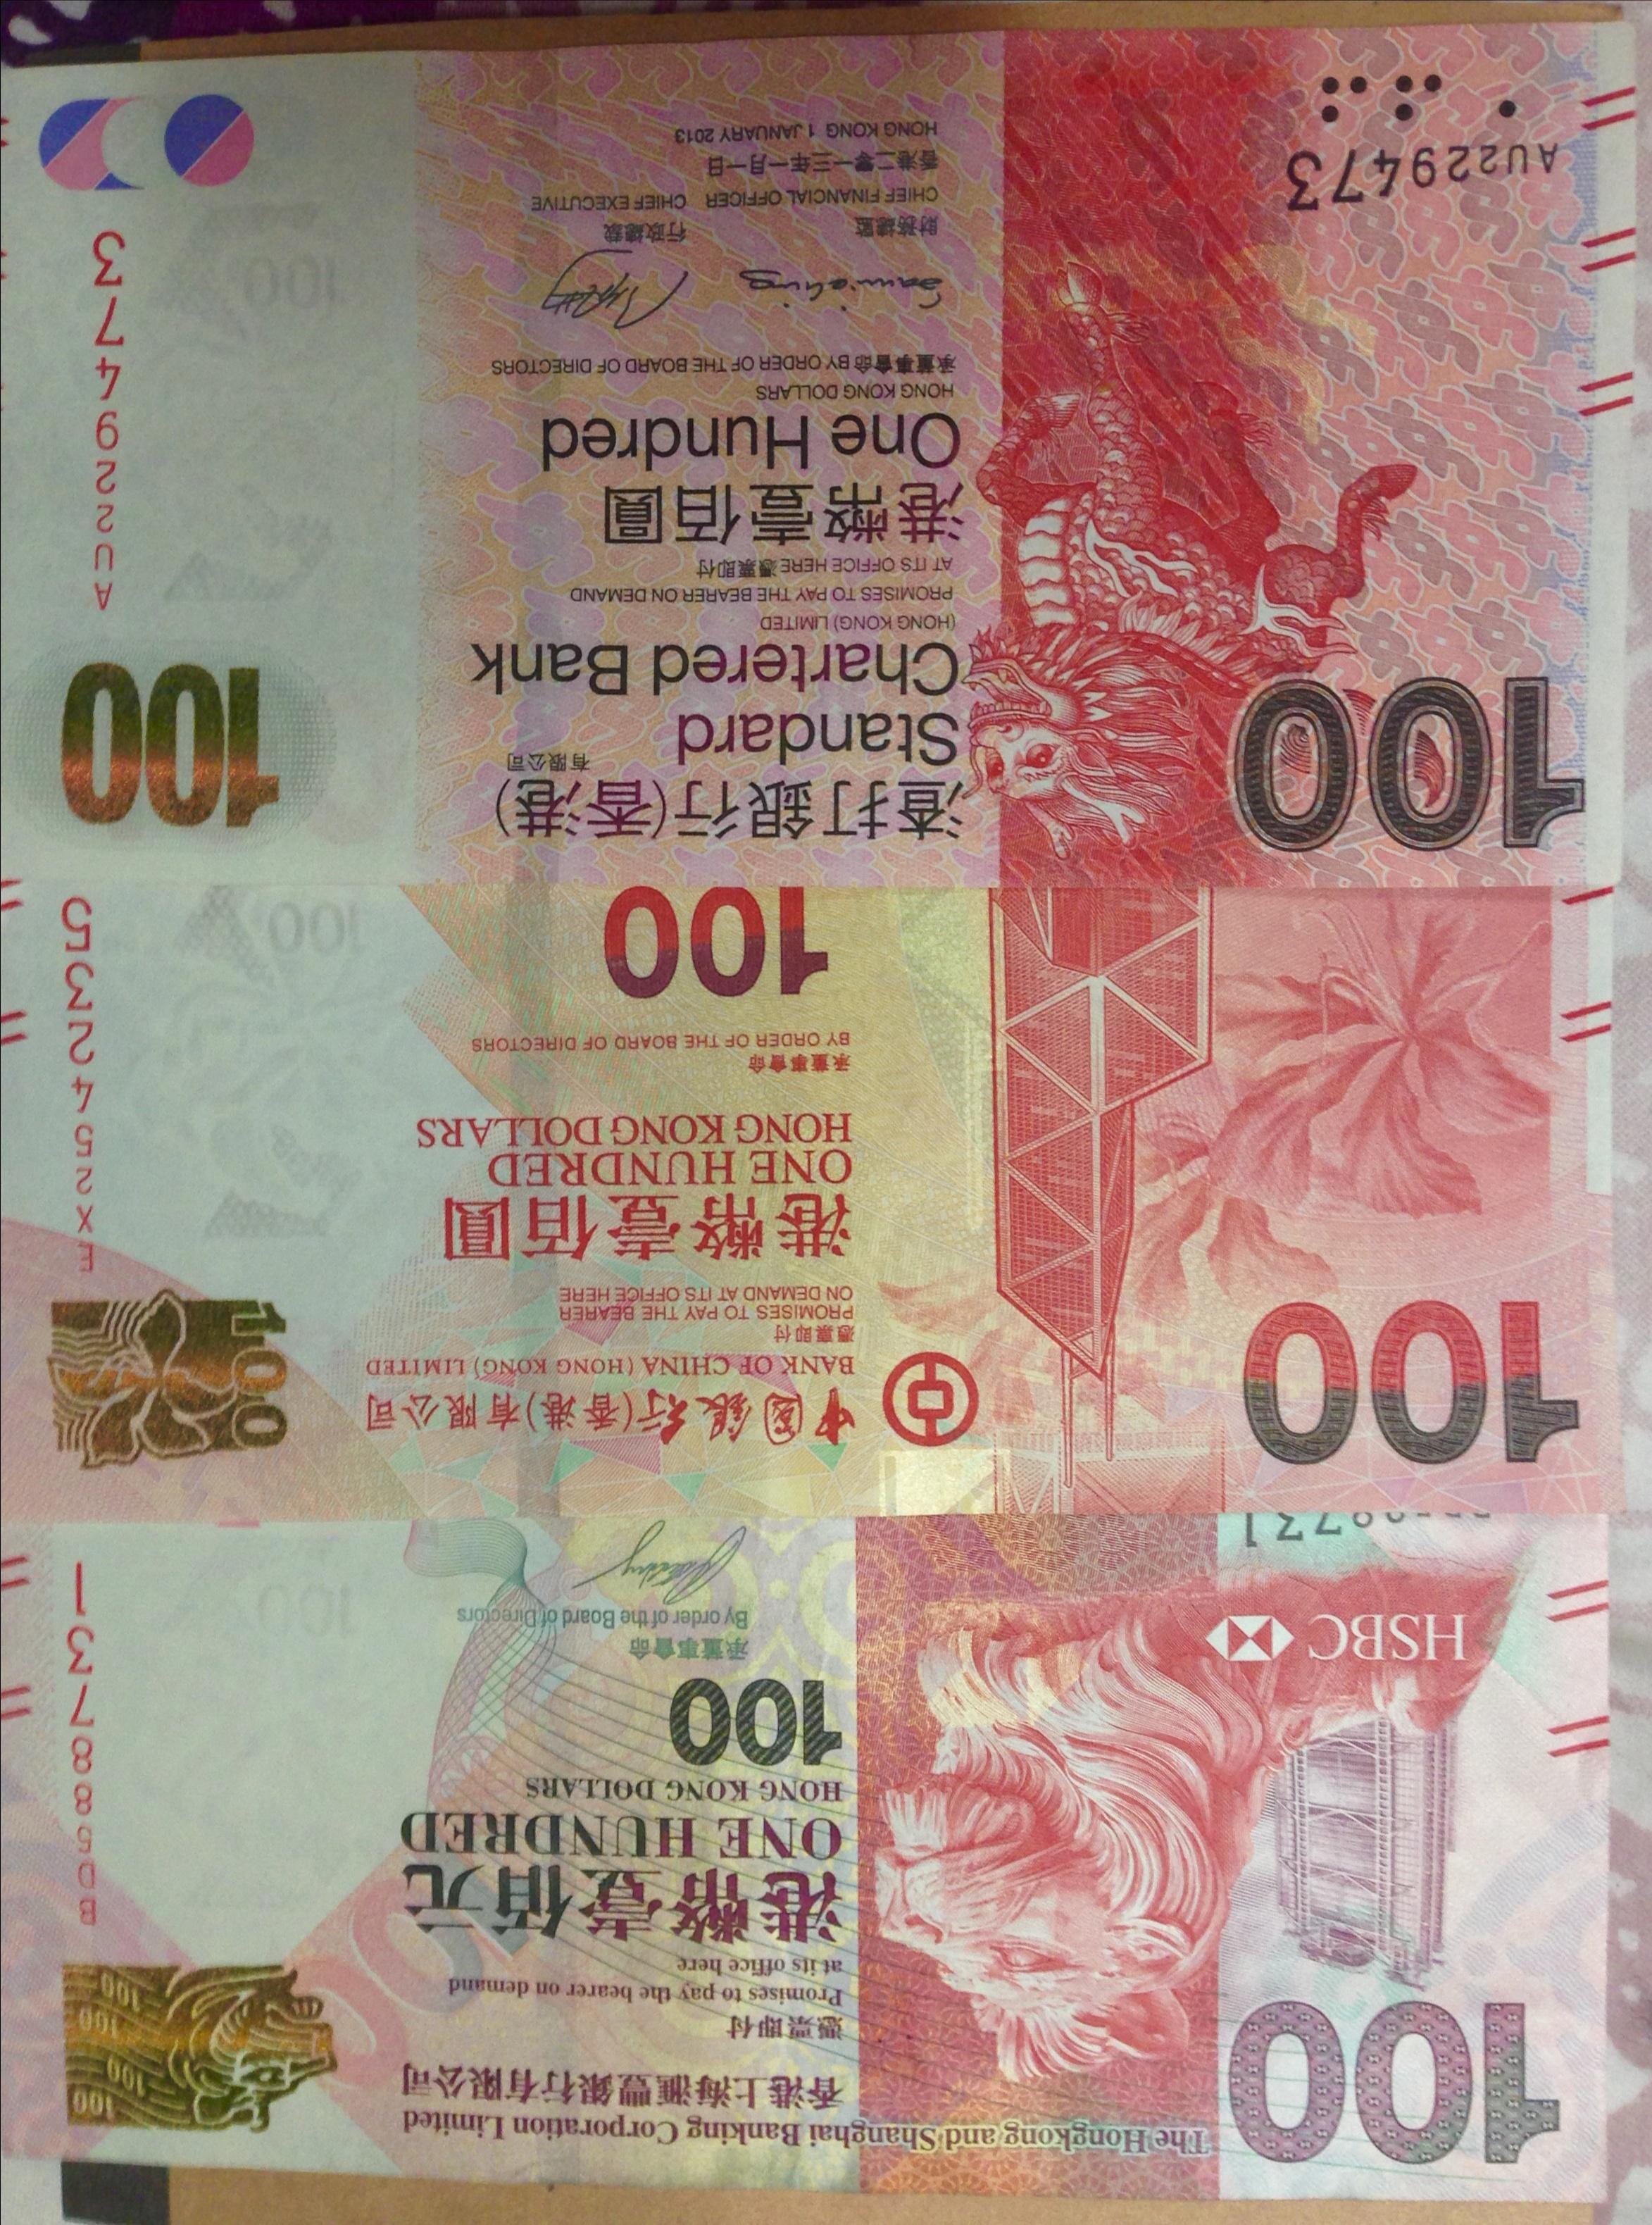 The Hongkong and Shanghai Banking Corporation Limited
香港上海滙豐銀行有限公司
憑票即付
Promises to pay the bearer on demand
at its office here
港幣壹佰元
ONE HUNDRED
HONG KONG DOLLARS
100
承董事會命
By order of the Board of Directors
100
HSBC
100
100
100
100
BD588731
100
中國銀行(香港)有限公司
BANK OF CHINA (HONG KONG) LIMITED
憑票即付
PROMISES TO PAY THE BEARER
ON DEMAND AT ITS OFFICE HERE
港幣壹佰圓
ONE HUNDRED
HONG KONG DOLLARS
承董事會命
BY ORDER OF THE BOARD OF DIRECTORS
100
100
100
EX254235
100
渣打銀行(香港)
有限公司
Standard
Chartered Bank
(HONG KONG) LIMITED
PROMISES TO PAY THE BEARER ON DEMAND
AT ITS OFFICE HERE 憑票即付
港幣壹佰圓
One Hundred
HONG KONG DOLLARS
承董事會命 BY ORDER OF THE BOARD OF DIRECTORS
財務總監 行政總裁
CHIEF FINANCIAL OFFICER CHIEF EXECUTIVE
香港二零一三年一月一日
HONG KONG 1 JANUARY 2013
100
AU229473
100
AU229473
100